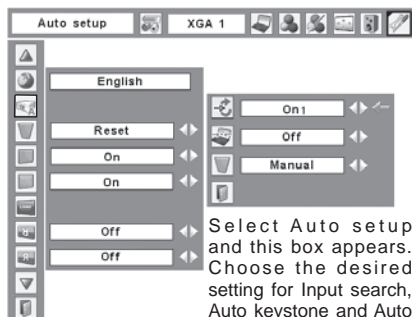 Auto setup
XGA 1
English
Reset
On
On
Off
Off
On1
Off
Manual
Select Auto setup
and this box appears.
Choose the desired
setting for Input search,
Auto keystone and Auto